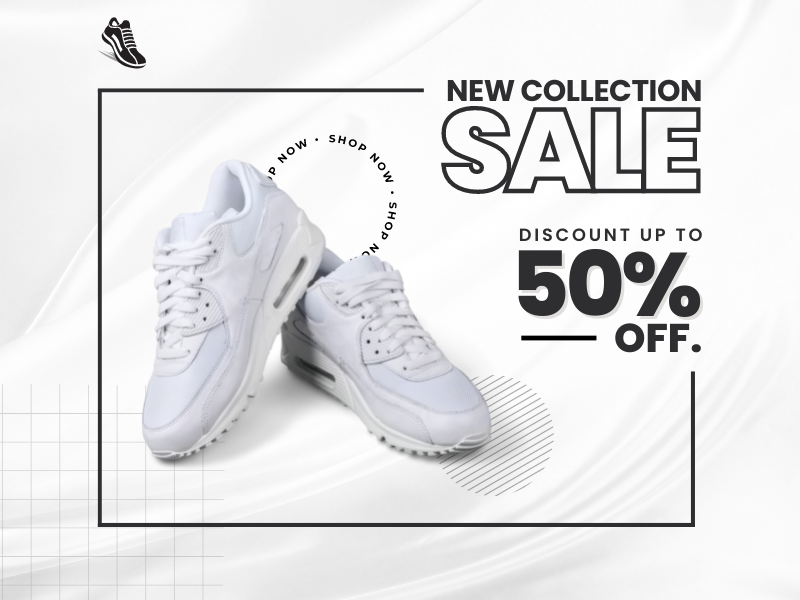 NEW COLLECTION
SALE
SHOP NOW • SHOP NOW • SHOP NOW
DISCOUNT UP TO
50%
OFF.